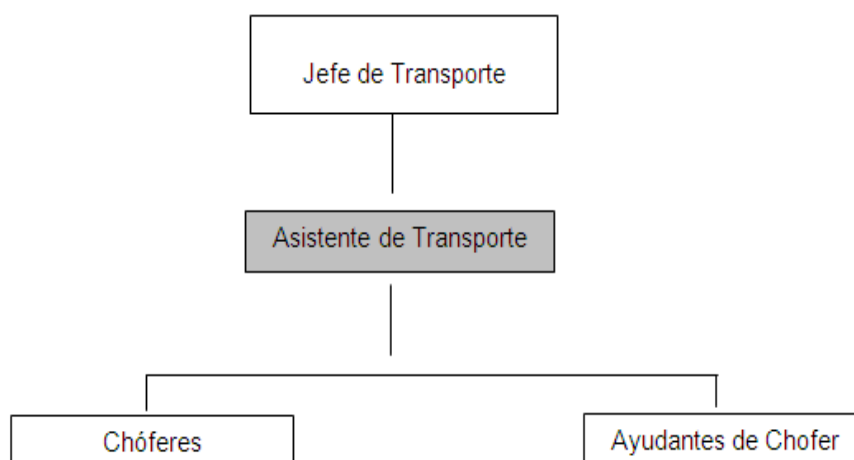 Jefe de Transporte
Asistente de Transporte
Chóferes
Ayudantes de Chofer